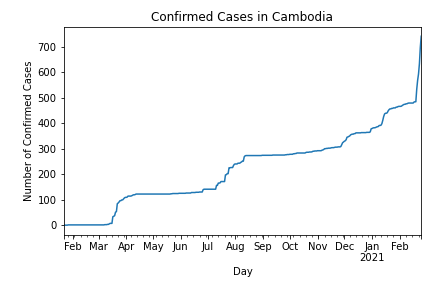 Confirmed Cases in Cambodia
700
600
500
400
300
200
100
0
Number of Confirmed Cases
Feb Mar Apr May Jun Jul Aug Sep Oct Nov Dec Jan Feb
2021
Day